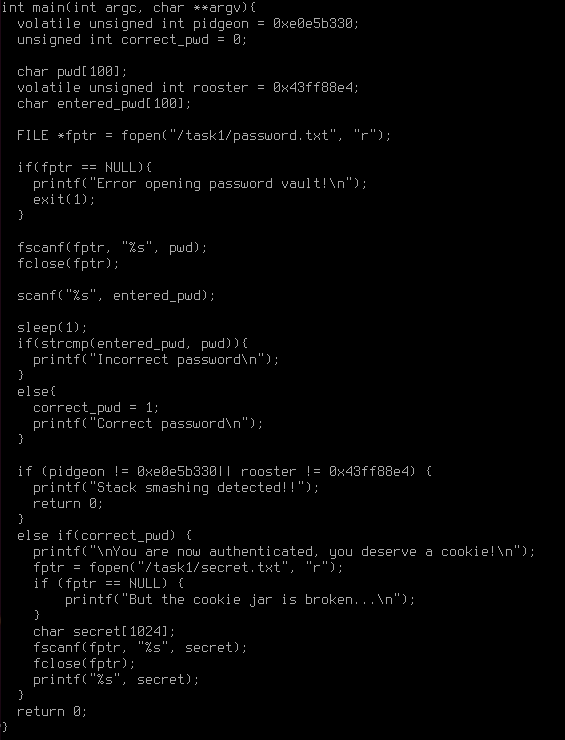 int main(int argc, char **argv){
  volatile unsigned int pidgeon = 0xe0e5b330;
  unsigned int correct_pwd = 0;

  char pwd[100];
  volatile unsigned int rooster = 0x43ff88e4;
  char entered_pwd[100];

  FILE *fptr = fopen("/task1/password.txt", "r");

  if(fptr == NULL){
    printf("Error opening password vault!\n");
    exit(1);
  }

  fscanf(fptr, "%s", pwd);
  fclose(fptr);

  scanf("%s", entered_pwd);

  sleep(1);
  if(strcmp(entered_pwd, pwd)){
    printf("Incorrect password\n");
  }
  else{
    correct_pwd = 1;
    printf("Correct password\n");
  }

  if (pidgeon != 0xe0e5b330|| rooster != 0x43ff88e4) {
    printf("Stack smashing detected!!");
    return 0;
  }
  else if(correct_pwd) {
    printf("\nYou are now authenticated, you deserve a cookie!\n");
    fptr = fopen("/task1/secret.txt", "r");
    if (fptr == NULL) {
        printf("But the cookie jar is broken...\n");
    }
    char secret[1024];
    fscanf(fptr, "%s", secret);
    fclose(fptr);
    printf("%s", secret);
  }
  return 0;
}